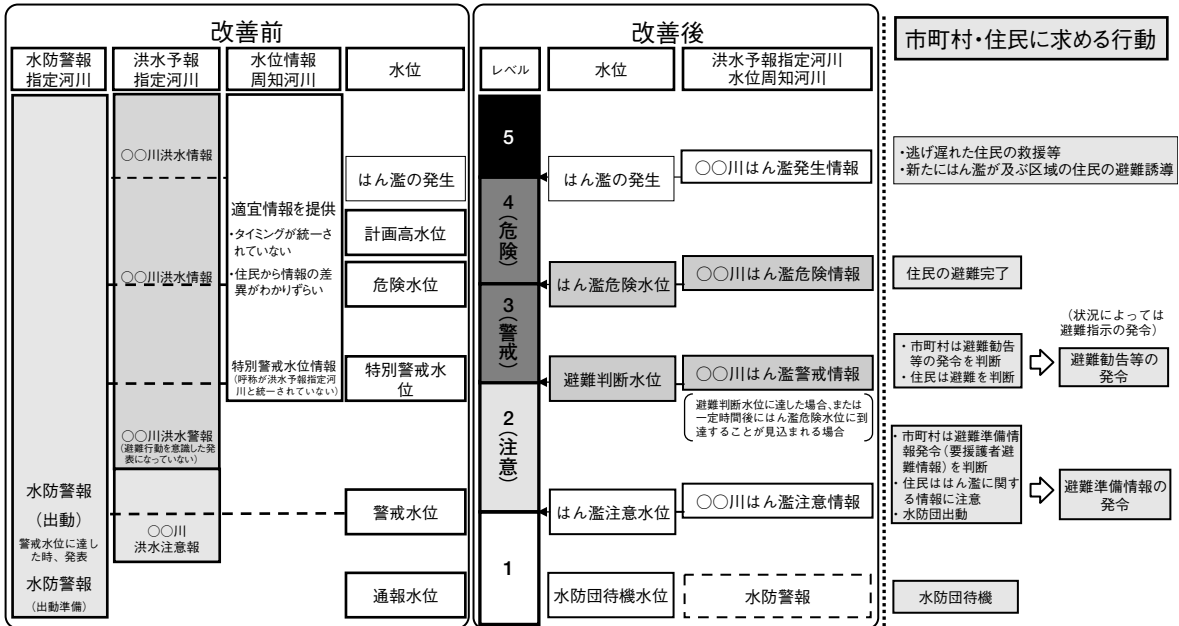 改善前
水防警報
指定河川
洪水予報
指定河川
水位情報
周知河川
水位
○○川洪水情報
○○川洪水情報
○○川洪水警報
(避難行動を意識した発
表になっていない)
○○川
洪水注意報
水防警報
(出動)
警戒水位に達し
た時、発表
水防警報
(出動準備)
適宜情報を提供
・タイミングが統一さ
れていない
・住民から情報の差
異がわかりずらい
特別警戒水位情報
(呼称が洪水予報指定河
川と統一されていない)
はん濫の発生
計画高水位
危険水位
特別警戒水
位
警戒水位
通報水位
改善後
レベル
水位
洪水予報指定河川
水位周知河川
5
4(危険)
3(警戒)
2(注意)
1
はん濫の発生
○○川はん濫発生情報
はん濫危険水位
○○川はん濫危険情報
避難判断水位
○○川はん濫警戒情報
避難判断水位に達した場合、または
一定時間後にはん濫危険水位に到
達することが見込まれる場合
はん濫注意水位
○○川はん濫注意情報
水防団待機水位
水防警報
市町村・住民に求める行動
・逃げ遅れた住民の救援等
・新たにはん濫が及ぶ区域の住民の避難誘導
住民の避難完了
・市町村は避難勧告
等の発令を判断
・住民は避難を判断
(状況によっては
避難指示の発令)
避難勧告等の
発令
・市町村は避難準備情
報発令(要援護者避
難情報)を判断
・住民ははん濫に関す
る情報に注意
・水防団出動
避難準備情報の
発令
水防団待機